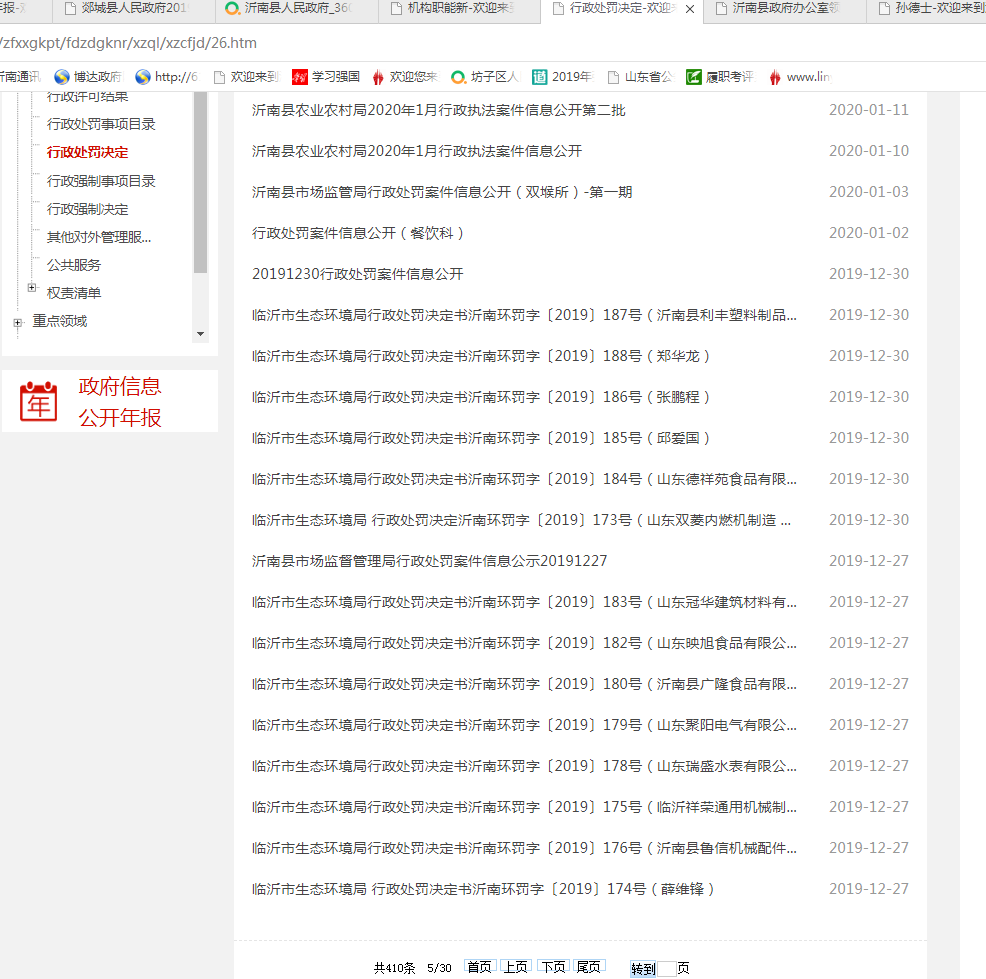 郯城县人民政府201
沂南县人民政府_360
机构职能新-欢迎来
行政处罚决定-欢迎
沂南县政府办公室
孙德士-欢迎来到
/zfxxgkpt/fdzdgknr/xzql/xzcfjd/26.htm
沂南通讯
博达政府
http://6
欢迎来到
学习强国
欢迎您来
坊子区人
2019年
山东省公
履职考评
www.lin
行政许可结果
行政处罚事项目录
行政处罚决定
行政强制事项目录
行政强制决定
其他对外管理服...
公共服务
权责清单
重点领域
政府信息
公开年报
年
沂南县农业农村局2020年1月行政执法案件信息公开第二批 2020-01-11
沂南县农业农村局2020年1月行政执法案件信息公开 2020-01-10
沂南县市场监管局行政处罚案件信息公开（双堠所）-第一期 2020-01-03
行政处罚案件信息公开（餐饮科） 2020-01-02
20191230行政处罚案件信息公开 2019-12-30
临沂市生态环境局行政处罚决定书沂南环罚字〔2019〕187号（沂南县利丰塑料制品... 2019-12-30
临沂市生态环境局行政处罚决定书沂南环罚字〔2019〕188号（郑华龙） 2019-12-30
临沂市生态环境局行政处罚决定书沂南环罚字〔2019〕186号（张鹏程） 2019-12-30
临沂市生态环境局行政处罚决定书沂南环罚字〔2019〕185号（邱爱国） 2019-12-30
临沂市生态环境局行政处罚决定书沂南环罚字〔2019〕184号（山东德祥苑食品有限... 2019-12-30
临沂市生态环境局 行政处罚决定沂南环罚字〔2019〕173号（山东双菱内燃机制造 ... 2019-12-30
沂南县市场监督管理局行政处罚案件信息公示20191227 2019-12-27
临沂市生态环境局行政处罚决定书沂南环罚字〔2019〕183号（山东冠华建筑材料有... 2019-12-27
临沂市生态环境局行政处罚决定书沂南环罚字〔2019〕182号（山东映旭食品有限公... 2019-12-27
临沂市生态环境局行政处罚决定书沂南环罚字〔2019〕180号（沂南县广隆食品有限... 2019-12-27
临沂市生态环境局行政处罚决定书沂南环罚字〔2019〕179号（山东聚阳电气有限公... 2019-12-27
临沂市生态环境局行政处罚决定书沂南环罚字〔2019〕178号（山东瑞盛水表有限公... 2019-12-27
临沂市生态环境局行政处罚决定书沂南环罚字〔2019〕175号（临沂祥荣通用机械制... 2019-12-27
临沂市生态环境局行政处罚决定书沂南环罚字〔2019〕176号（沂南县鲁信机械配件... 2019-12-27
临沂市生态环境局 行政处罚决定书沂南环罚字〔2019〕174号（薛维锋） 2019-12-27
共410条 5/30 首页 上页 下页 尾页 转到 页